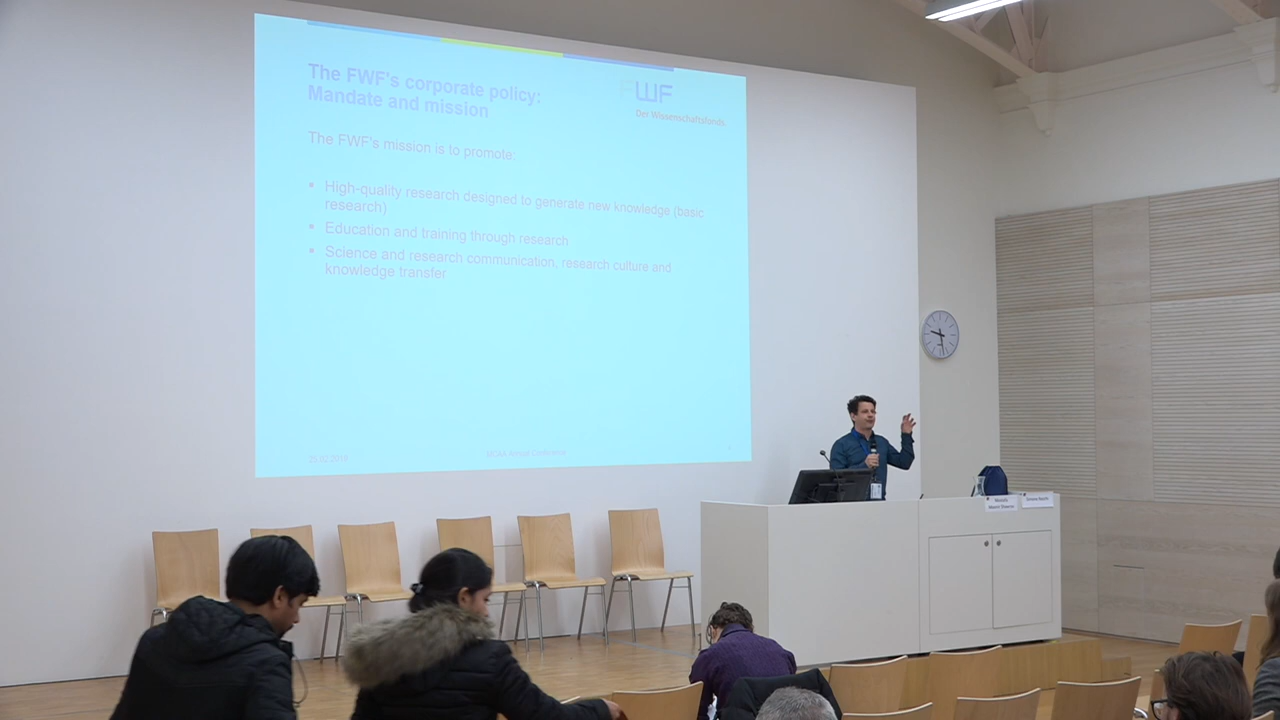 The FWF's corporate policy:
Mandate and mission
FWF
Der Wissenschaftsfonds.
The FWF's mission is to promote:
▪ High-quality research designed to generate new knowledge (basic
research)
▪ Education and training through research
▪ Science and research communication, research culture and
knowledge transfer